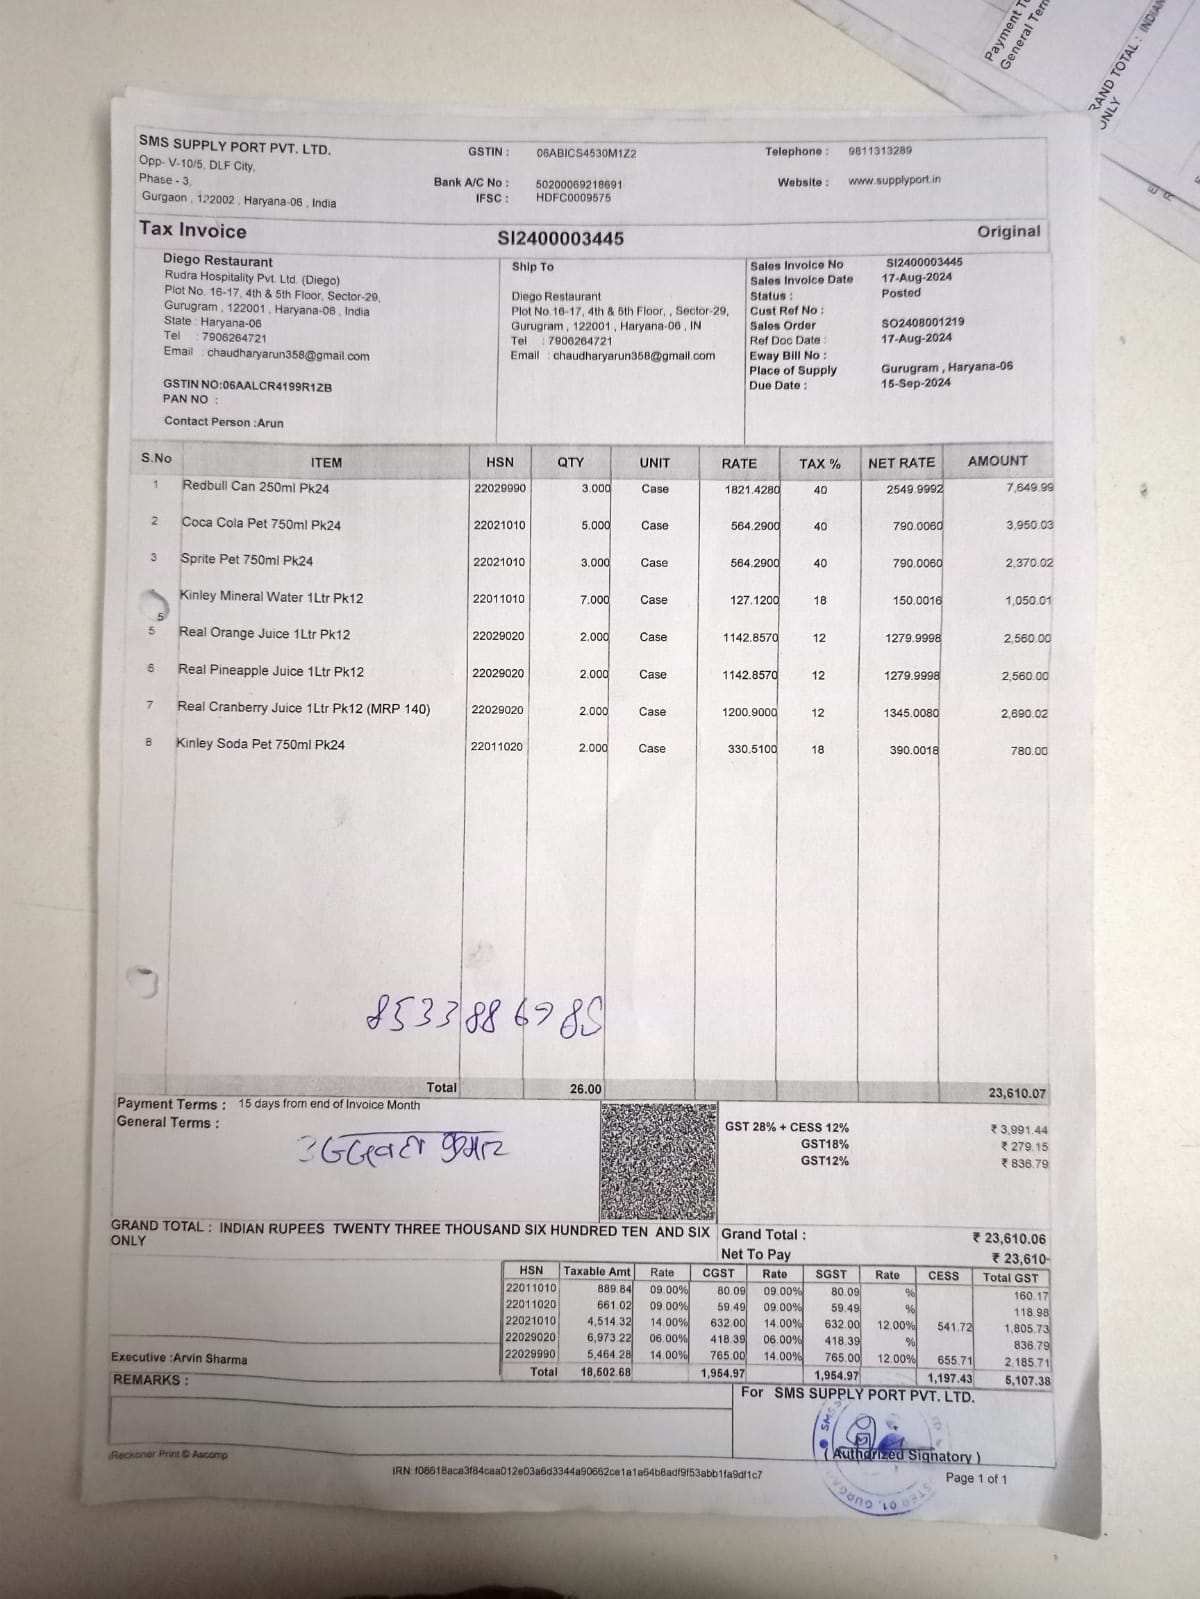 Payment T
General Tern
RAND TOTAL : INDIAN
ONLY
SMS SUPPLY PORT PVT. LTD.
Opp- V-10/5, DLF City,
Phase - 3,
Gurgaon , 122002 , Haryana-06 , India
GSTIN : 06ABICS4530M1Z2
Bank A/C No : 50200069218691
IFSC : HDFC0009575
Telephone : 9811313289
Website : www.supplyport.in
Tax Invoice SI2400003445 Original
Diego Restaurant
Rudra Hospitality Pvt. Ltd. (Diego)
Plot No. 16-17, 4th & 5th Floor, Sector-29,
Gurugram , 122001 , Haryana-06 , India
State : Haryana-06
Tel : 7906264721
Email : chaudharyarun358@gmail.com
GSTIN NO:06AALCR4199R1ZB
PAN NO :
Contact Person :Arun
Ship To
Diego Restaurant
Plot No.16-17, 4th & 5th Floor, , Sector-29,
Gurugram , 122001 , Haryana-06 , IN
Tel : 7906264721
Email : chaudharyarun358@gmail.com
Sales Invoice No SI2400003445
Sales Invoice Date 17-Aug-2024
Status : Posted
Cust Ref No :
Sales Order SO2408001219
Ref Doc Date : 17-Aug-2024
Eway Bill No :
Place of Supply Gurugram , Haryana-06
Due Date : 15-Sep-2024
S.No ITEM HSN QTY UNIT RATE TAX % NET RATE AMOUNT
1 Redbull Can 250ml Pk24 22029990 3.000 Case 1821.4280 40 2549.9992 7,649.99
2 Coca Cola Pet 750ml Pk24 22021010 5.000 Case 564.2900 40 790.0060 3,950.03
3 Sprite Pet 750ml Pk24 22021010 3.000 Case 564.2900 40 790.0060 2,370.02
Kinley Mineral Water 1Ltr Pk12 22011010 7.000 Case 127.1200 18 150.0016 1,050.01
5
5 Real Orange Juice 1Ltr Pk12 22029020 2.000 Case 1142.8570 12 1279.9998 2,560.00
6 Real Pineapple Juice 1Ltr Pk12 22029020 2.000 Case 1142.8570 12 1279.9998 2,560.00
7 Real Cranberry Juice 1Ltr Pk12 (MRP 140) 22029020 2.000 Case 1200.9000 12 1345.0080 2,690.02
8 Kinley Soda Pet 750ml Pk24 22011020 2.000 Case 330.5100 18 390.0018 780.00
Total 26.00 23,610.07
Payment Terms : 15 days from end of Invoice Month
General Terms :
कुमार
GST 28% + CESS 12% ₹ 3,991.44
GST18% ₹ 279.15
GST12% ₹ 836.79
GRAND TOTAL : INDIAN RUPEES TWENTY THREE THOUSAND SIX HUNDRED TEN AND SIX
ONLY
Grand Total : ₹ 23,610.06
Net To Pay ₹ 23,610-
HSN Taxable Amt Rate CGST Rate SGST Rate CESS Total GST
22011010 889.84 09.00% 80.09 09.00% 80.09 % 160.17
22011020 661.02 09.00% 59.49 09.00% 59.49 % 118.98
22021010 4,514.32 14.00% 632.00 14.00% 632.00 12.00% 541.72 1,805.73
22029020 6,973.22 06.00% 418.39 06.00% 418.39 % 836.79
22029990 5,464.28 14.00% 765.00 14.00% 765.00 12.00% 655.71 2,185.71
Total 18,502.68 1,954.97 1,954.97 1,197.43 5,107.38
Executive :Arvin Sharma
REMARKS :
For SMS SUPPLY PORT PVT. LTD.
( Authorized Signatory )
Reckoner Print © Ascomp
Page 1 of 1